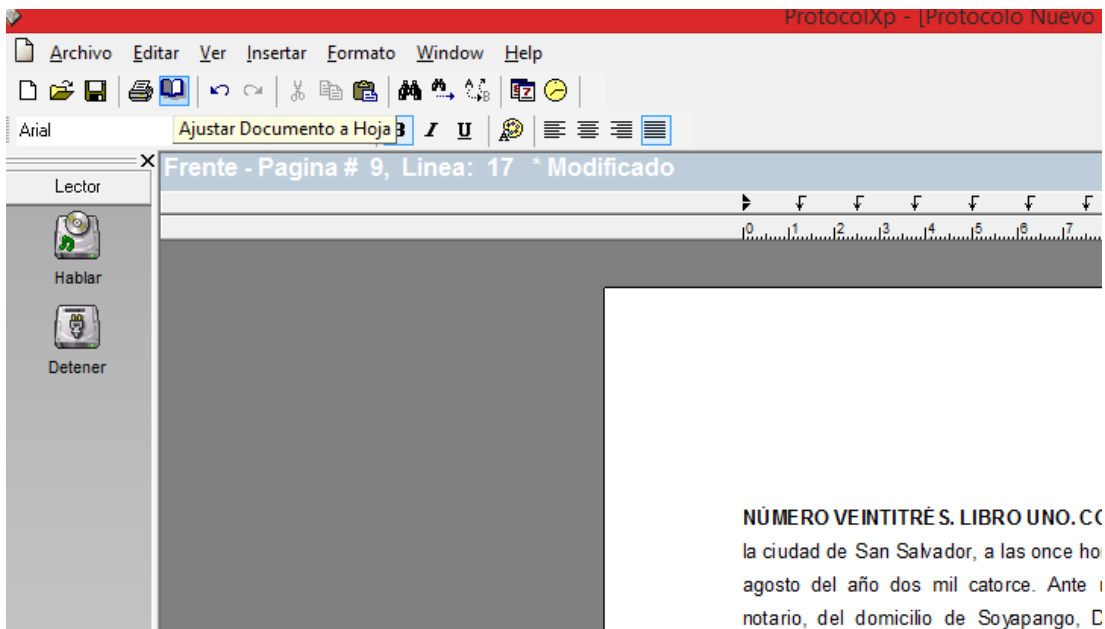 ProtocolXp - [Protocolo Nuevo
Archivo Editar Ver Insertar Formato Window Help
Arial
Ajustar Documento a Hoja
Frente - Pagina # 9, Linea: 17 * Modificado
Lector
0 1 2 3 4 5 6 7
Hablar
Detener
NÚMERO VEINTITRÉS. LIBRO UNO. CO
la ciudad de San Salvador, a las once ho
agosto del año dos mil catorce. Ante
notario, del domicilio de Soyapango, D